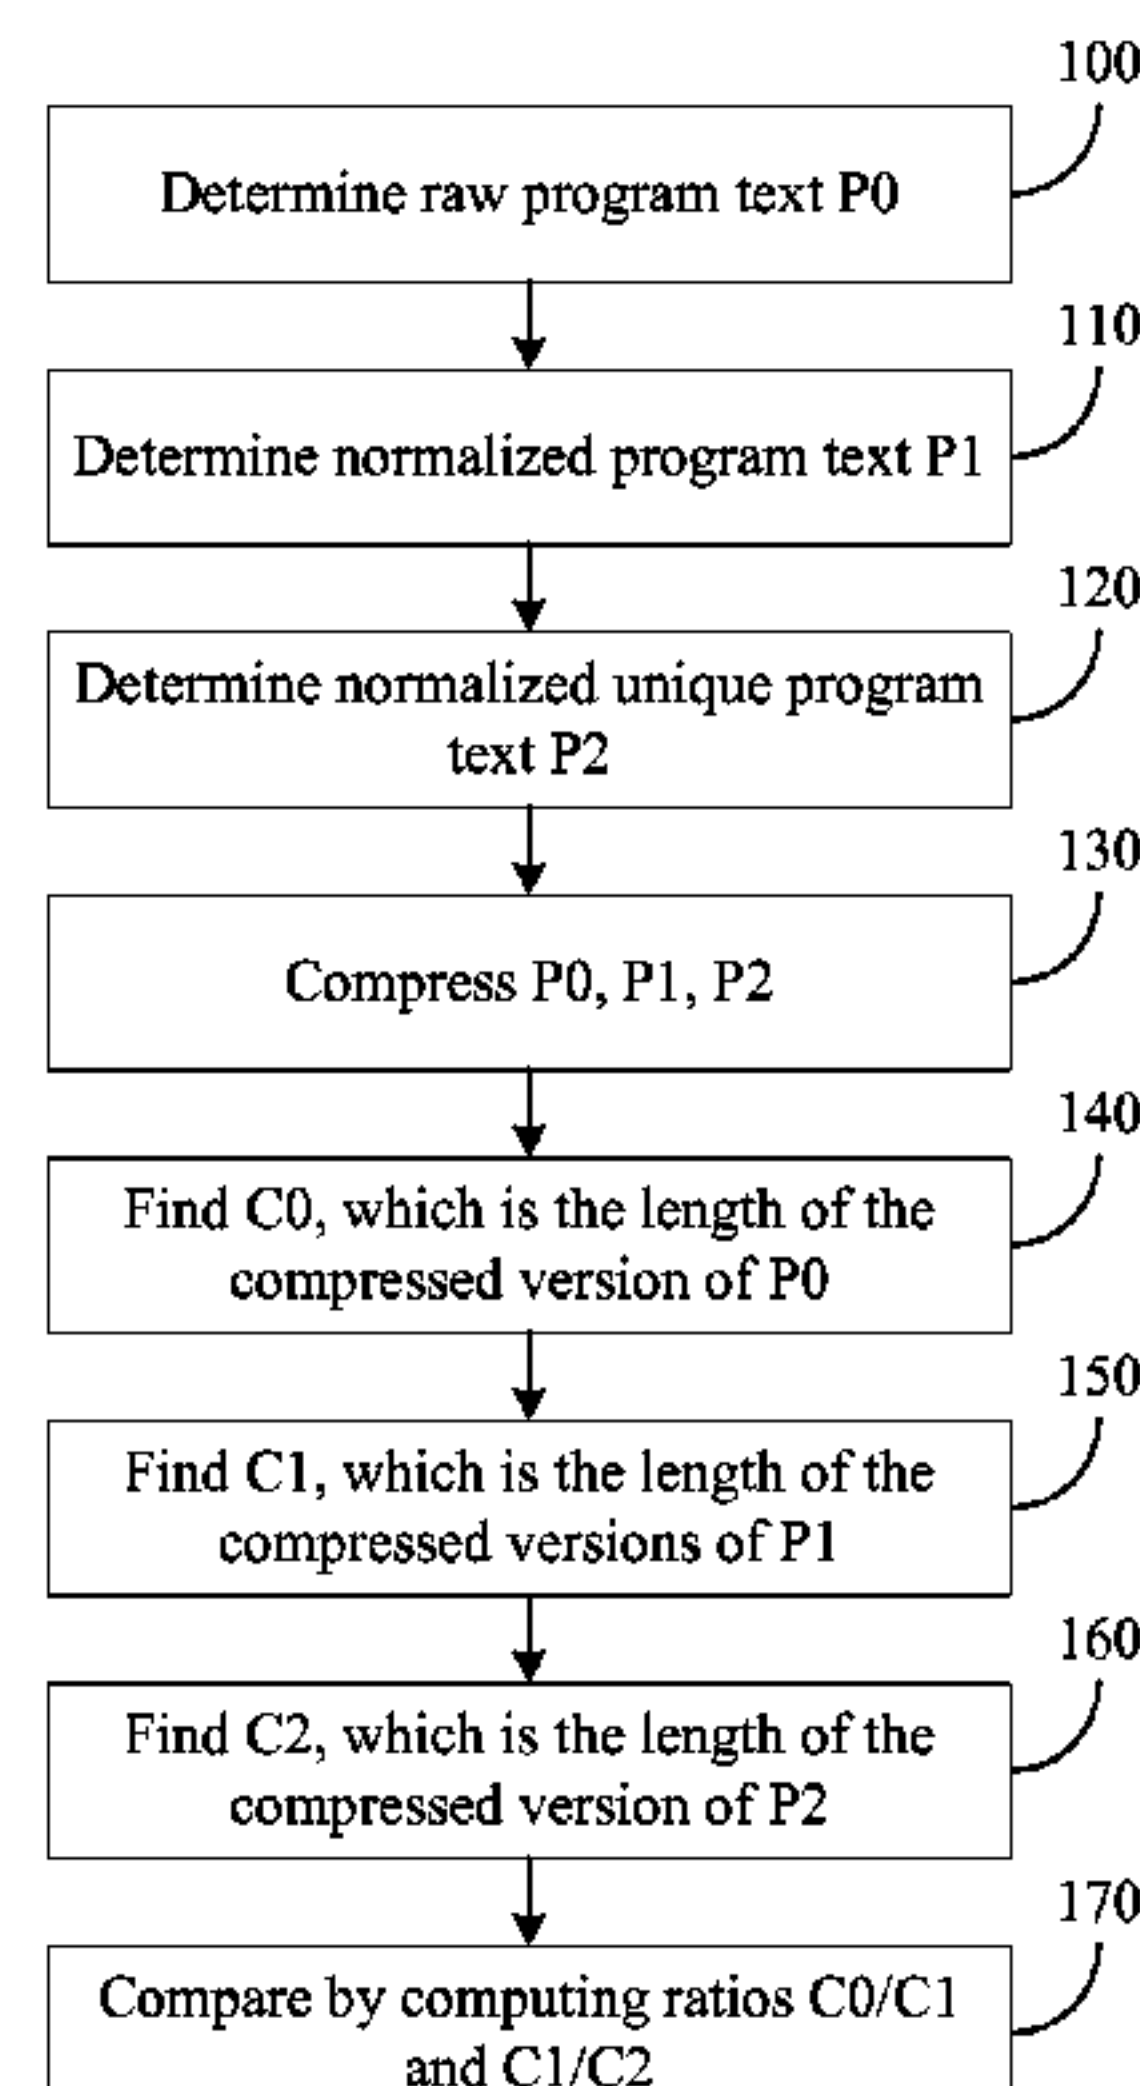 100
Determine raw program text P0
110
Determine normalized program text P1
120
Determine normalized unique program
text P2
130
Compress P0, P1, P2
140
Find C0, which is the length of the
compressed version of P0
150
Find C1, which is the length of the
compressed versions of P1
160
Find C2, which is the length of the
compressed version of P2
170
Compare by computing ratios C0/C1
and C1/C2